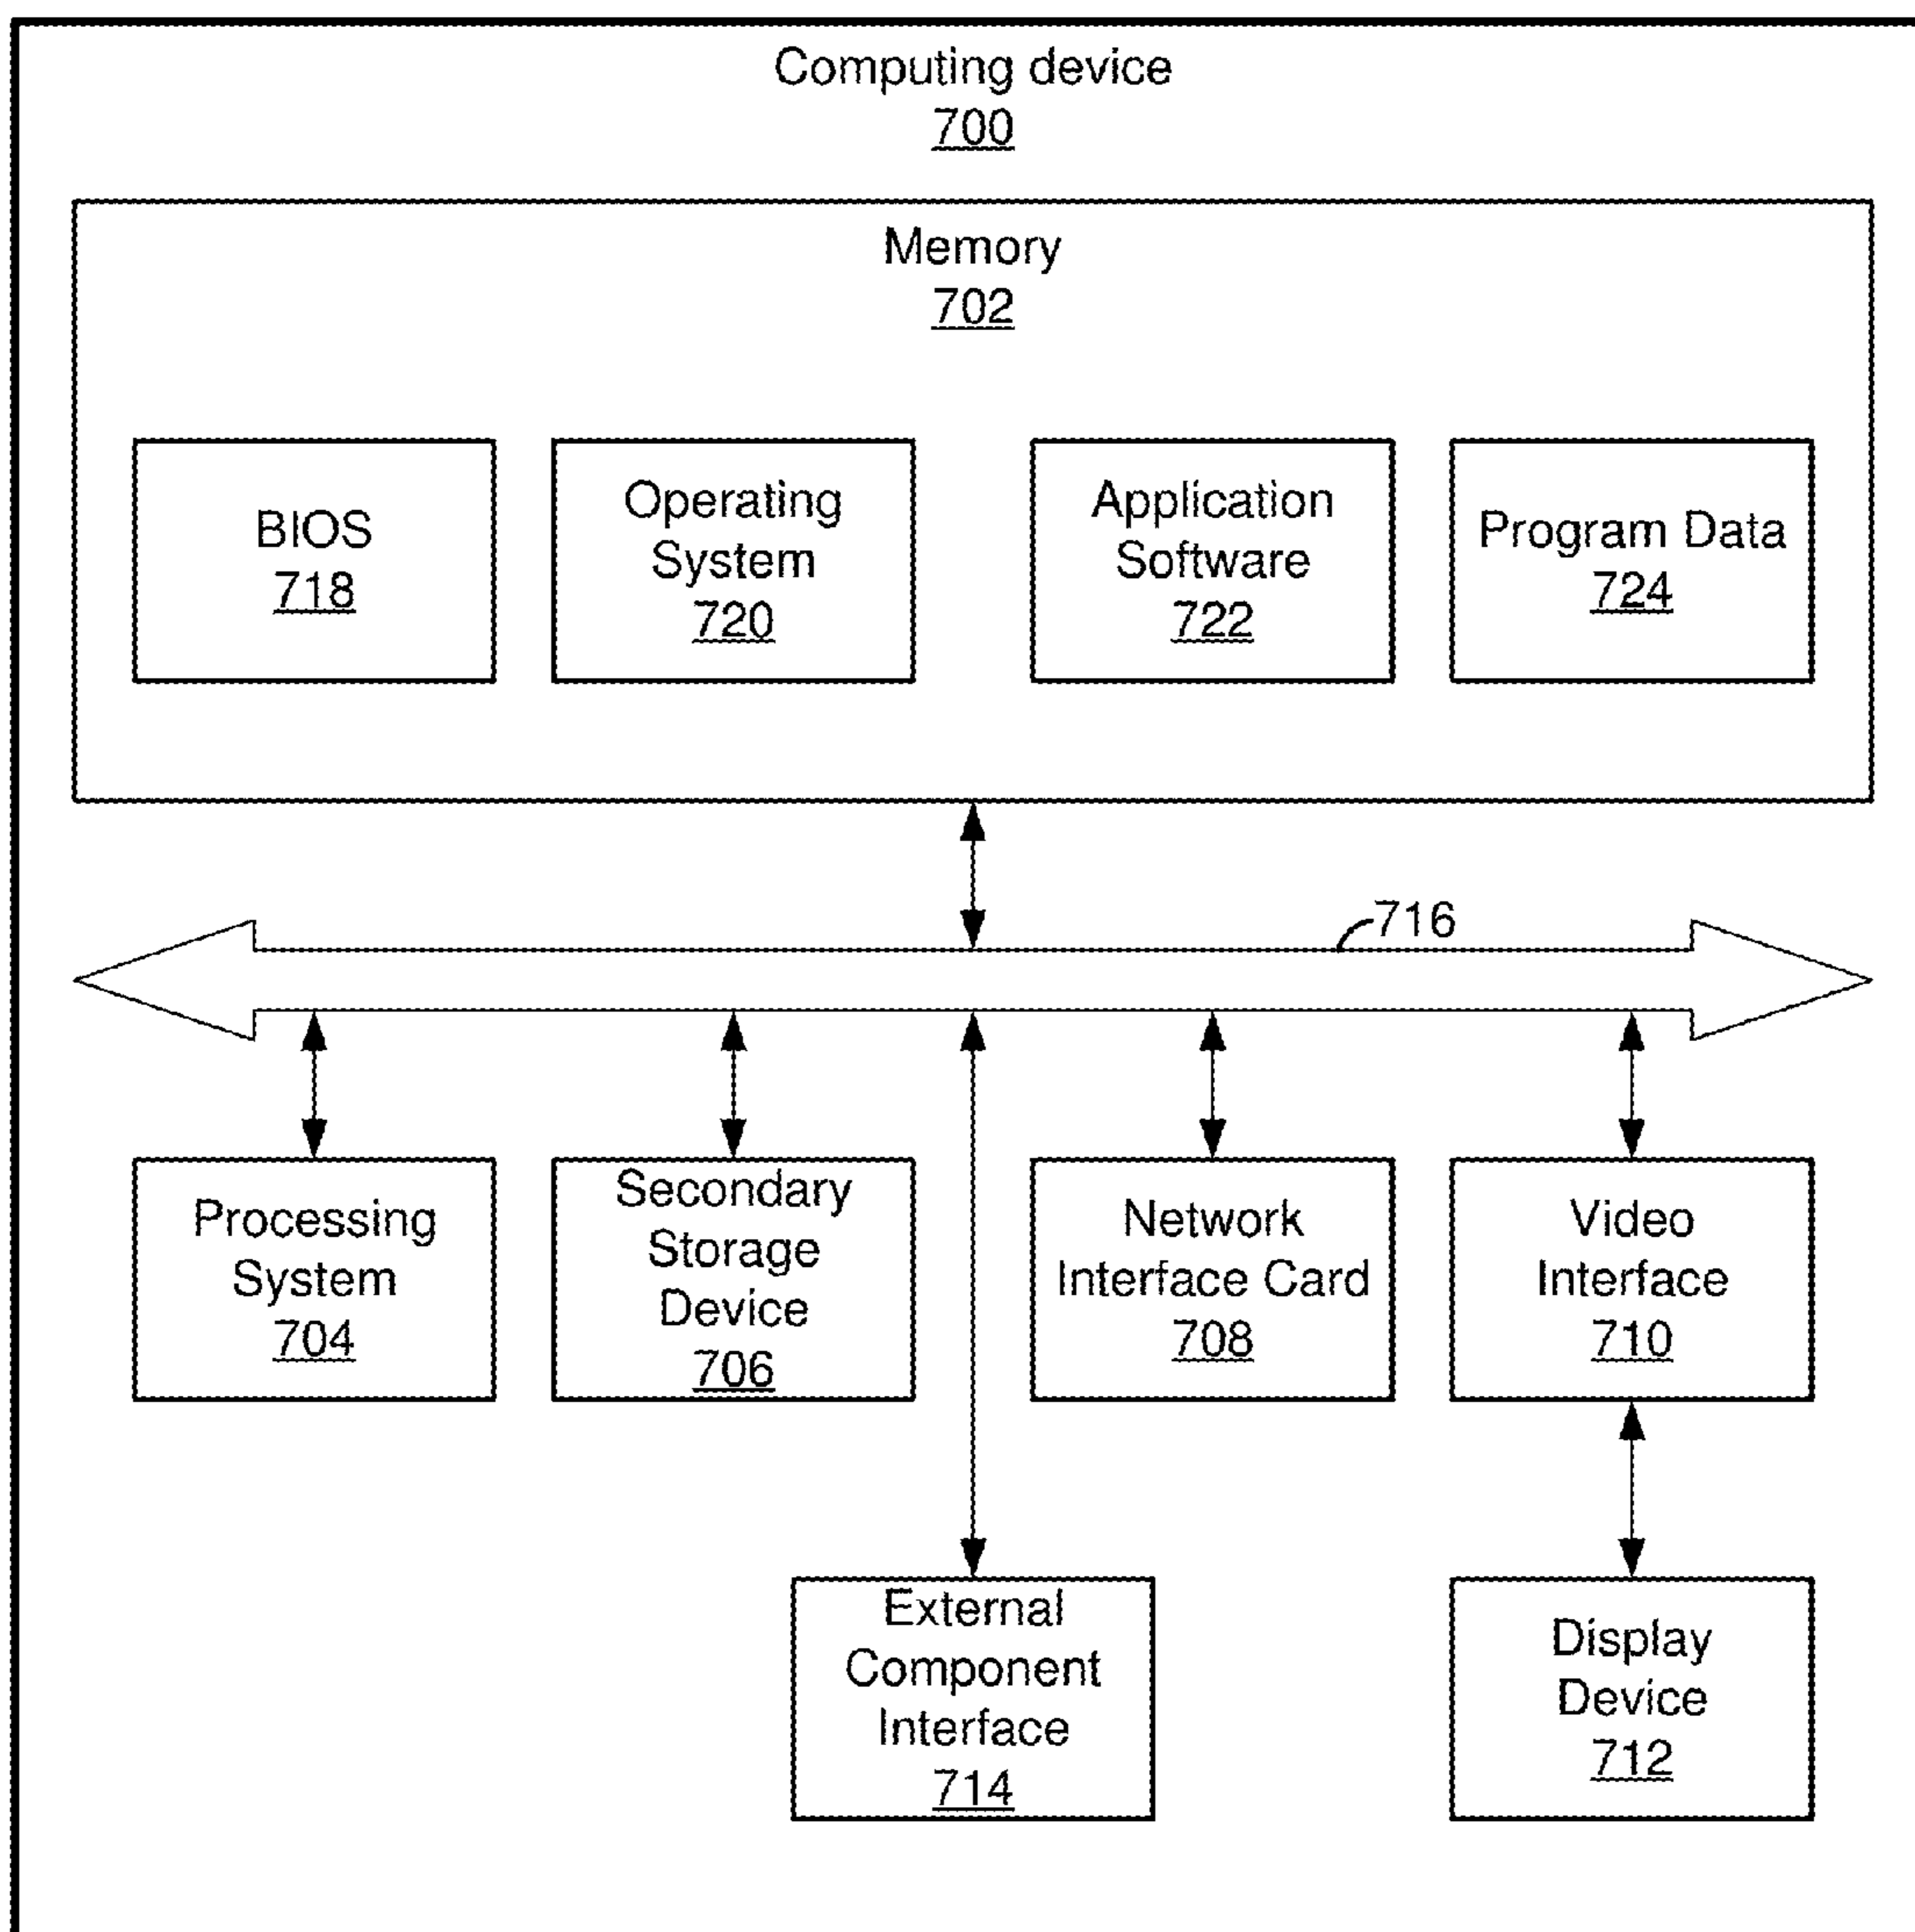 Computing device
700
Memory
702
BIOS
718
Operating
System
720
Application
Software
722
Program Data
724
716
Processing
System
704
Secondary
Storage
Device
706
Network
Interface Card
708
Video
Interface
710
External
Component
Interface
714
Display
Device
712